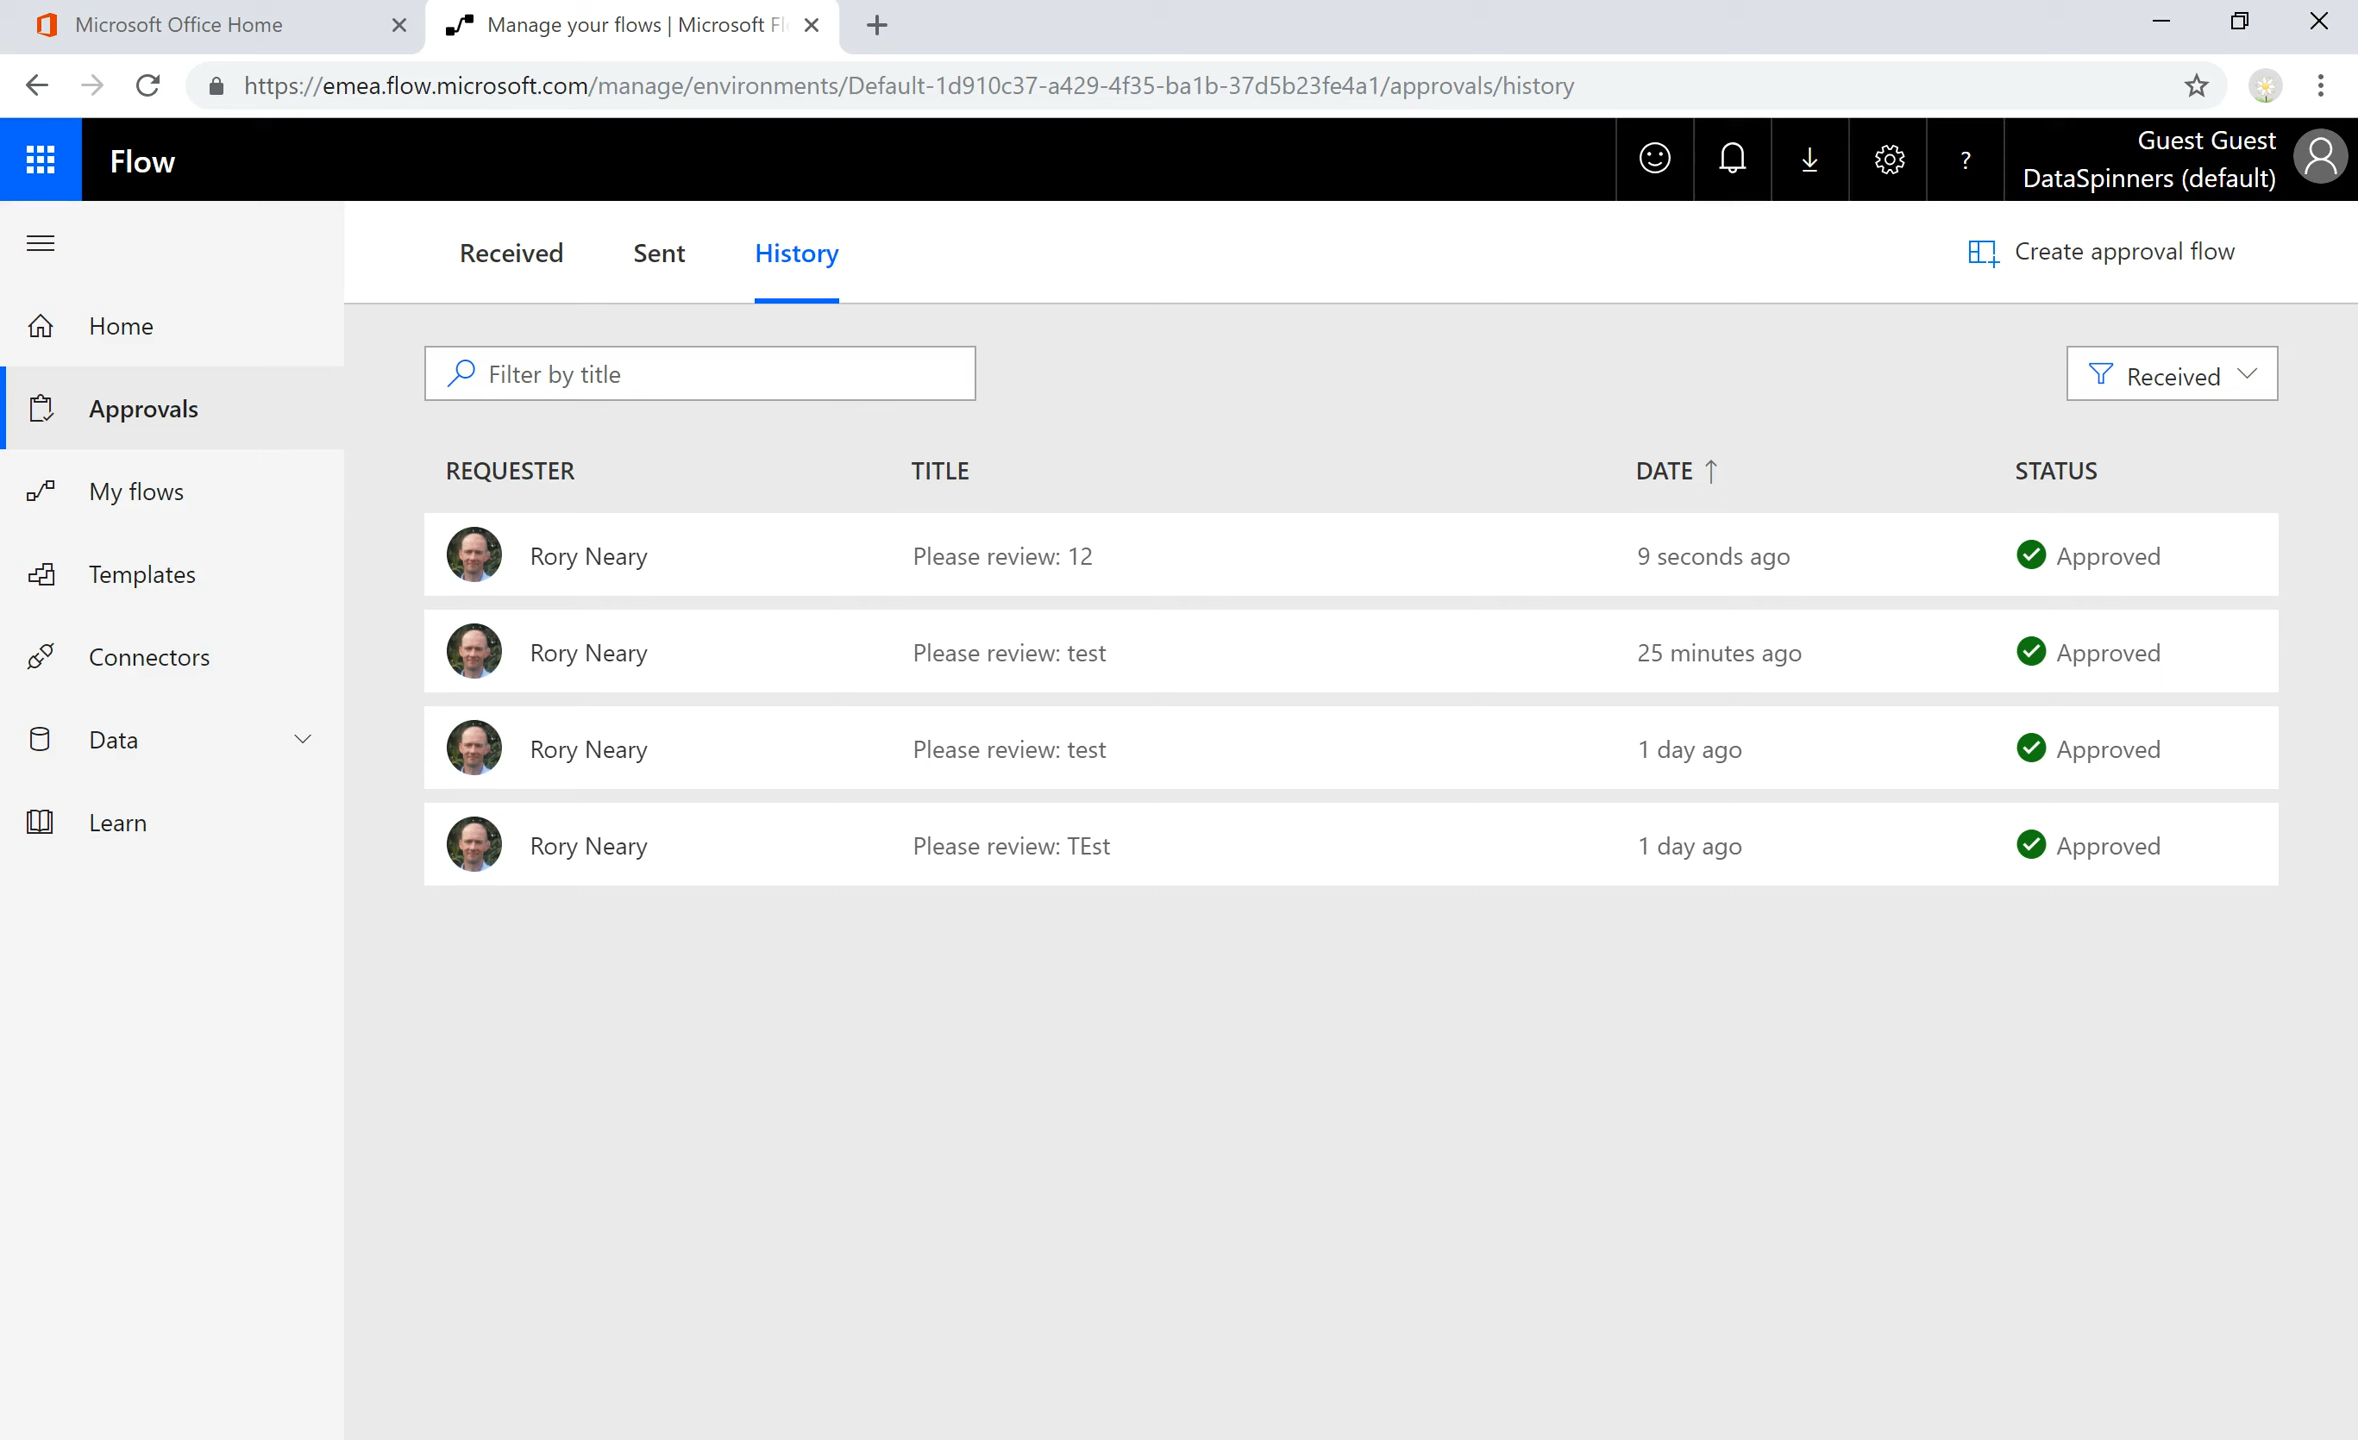 Microsoft Office Home
Manage your flows | Microsoft Fl
https://emea.flow.microsoft.com/manage/environments/Default-1d910c37-a429-4f35-ba1b-37d5b23fe4a1/approvals/history
Flow
?
Guest Guest
DataSpinners (default)
Home
Approvals
My flows
Templates
Connectors
Data
Learn
Received Sent History
Create approval flow
Filter by title
Received
REQUESTER TITLE DATE ↑ STATUS
Rory Neary Please review: 12 9 seconds ago Approved
Rory Neary Please review: test 25 minutes ago Approved
Rory Neary Please review: test 1 day ago Approved
Rory Neary Please review: TEst 1 day ago Approved